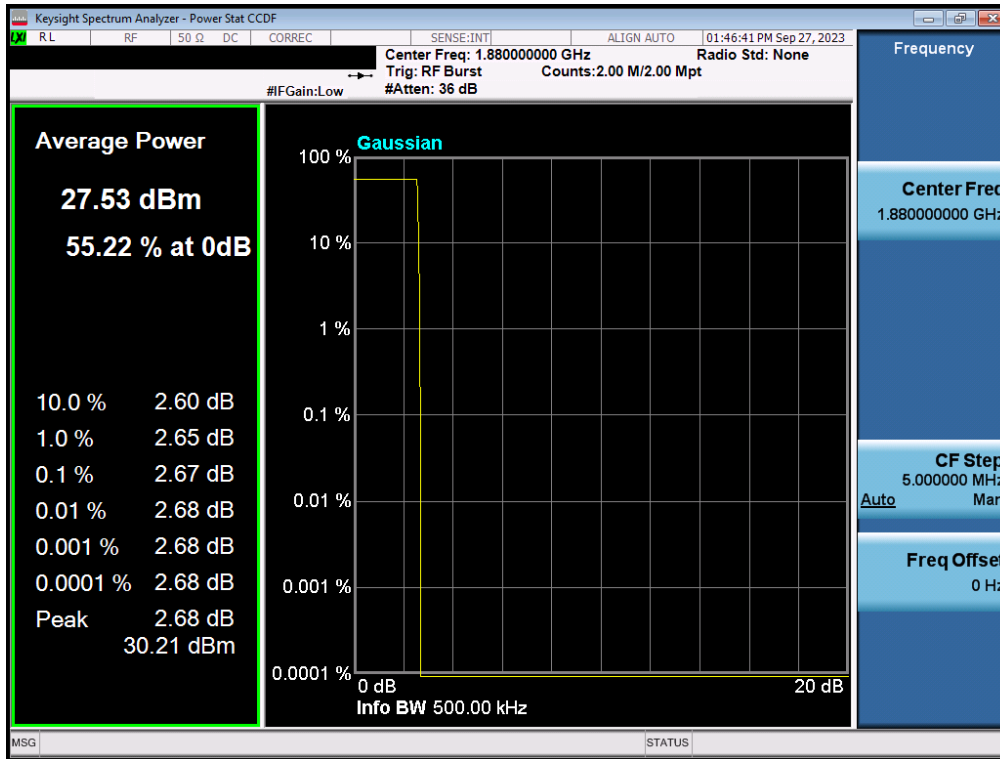 Keysight Spectrum Analyzer - Power Stat CCDF
LXI RL RF 50 Ω DC CORREC SENSE:INT ALIGN AUTO 01:46:41 PM Sep 27, 2023
Center Freq: 1.880000000 GHz Radio Std: None
Trig: RF Burst Counts:2.00 M/2.00 Mpt
#IFGain:Low #Atten: 36 dB
Average Power
27.53 dBm
55.22 % at 0dB
10.0 % 2.60 dB
1.0 % 2.65 dB
0.1 % 2.67 dB
0.01 % 2.68 dB
0.001 % 2.68 dB
0.0001 % 2.68 dB
Peak 2.68 dB
30.21 dBm
Gaussian
100 %
10 %
1 %
0.1 %
0.01 %
0.001 %
0.0001 %
0 dB 20 dB
Info BW 500.00 kHz
Frequency
Center Freq
1.880000000 GHz
CF Step
5.000000 MHz
Auto Man
Freq Offset
0 Hz
MSG STATUS